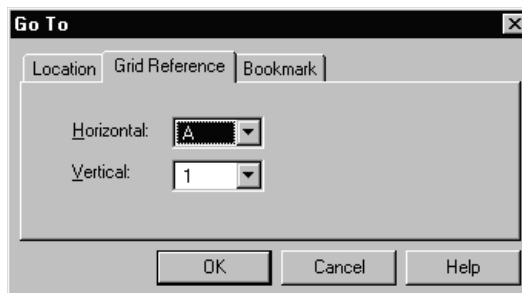 Go To
Location Grid Reference Bookmark
Horizontal: A
Vertical: 1
OK Cancel Help